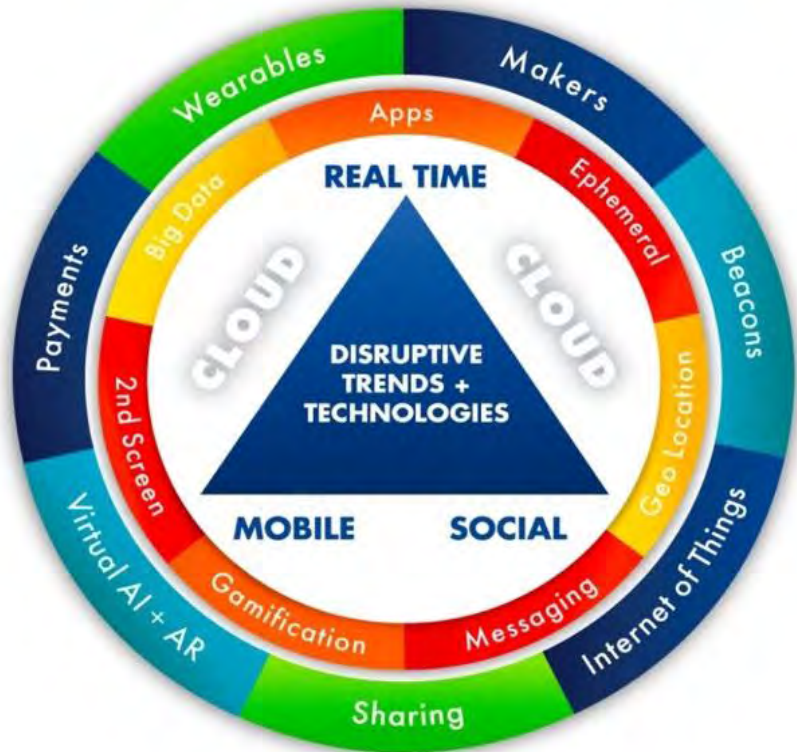 Wearables
Makers
Beacons
Internet of Things
Sharing
Virtual AI + AR
Payments
Apps
Ephemeral
Geo Location
Messaging
Gamification
2nd Screen
Big Data
REAL TIME
CLOUD
CLOUD
DISRUPTIVE
TRENDS +
TECHNOLOGIES
MOBILE
SOCIAL